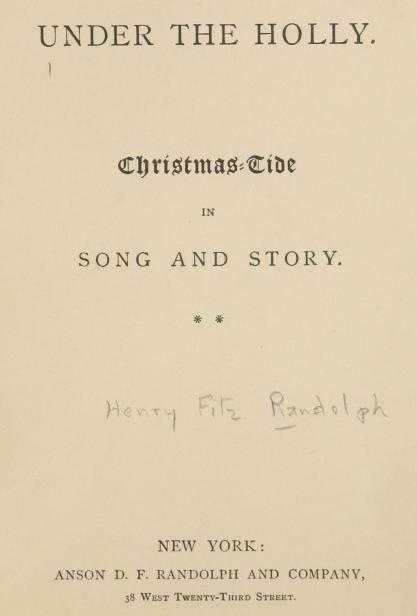 UNDER THE HOLLY.
Christmas-Tide
IN
SONG AND STORY.
* *
Henry Fitz Randolph
NEW YORK:
ANSON D. F. RANDOLPH AND COMPANY,
38 WEST TWENTY-THIRD STREET.